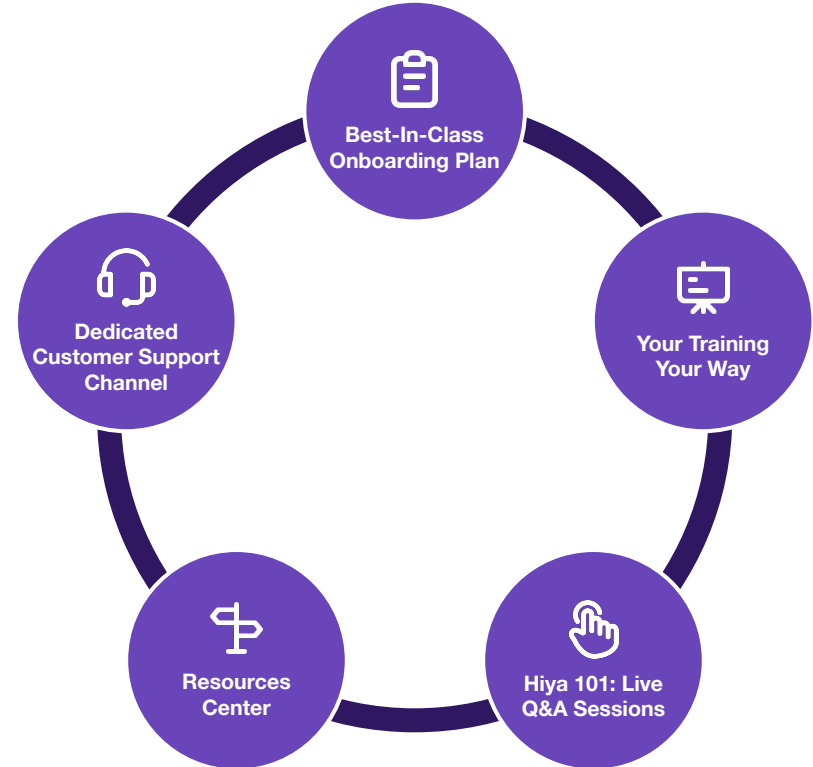 Best-In-Class
Onboarding Plan
Your Training
Your Way
Hiya 101: Live
Q&A Sessions
Resources
Center
Dedicated
Customer Support
Channel